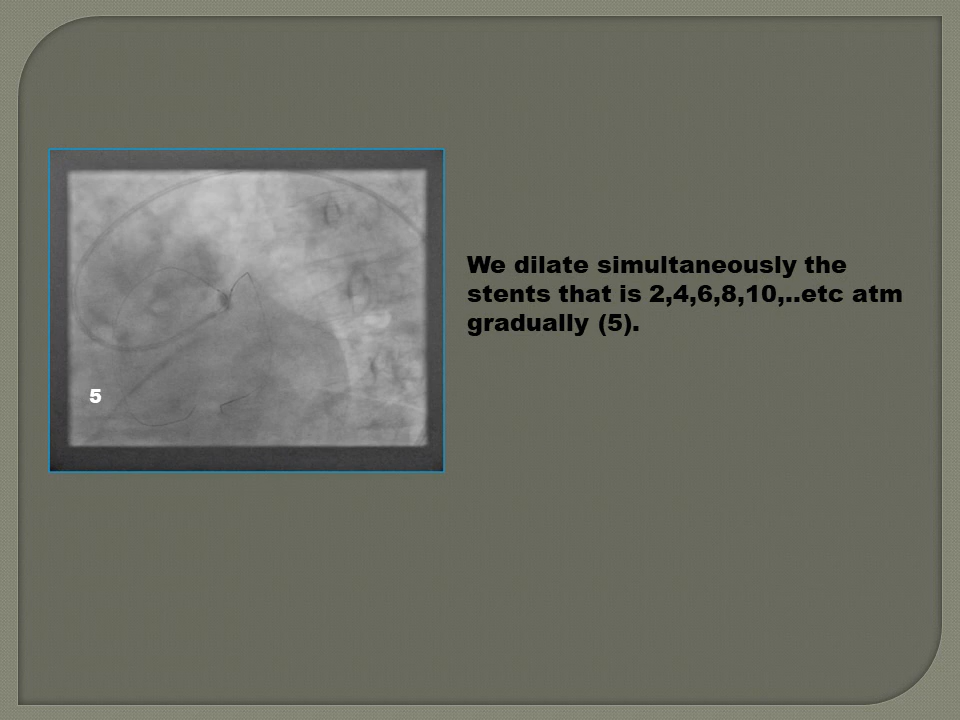 We dilate simultaneously the
stents that is 2,4,6,8,10,..etc atm
gradually (5).
5